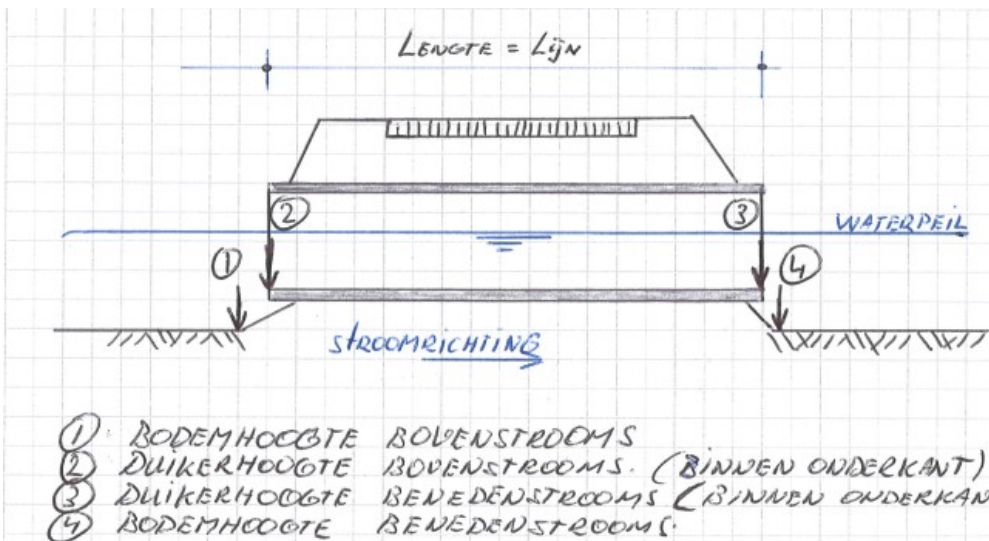 LENGTE = LIJN
②
③
WATERPEIL
①
④
STROOMRICHTING
① BODEMHOOGTE BOVENSTROOMS
② DUIKERHOOGTE BOVENSTROOMS. (BINNEN ONDERKANT)
③ DUIKERHOOGTE BENEDENSTROOMS (BINNEN ONDERKAN
④ BODEMHOOGTE BENEDENSTROOMS.